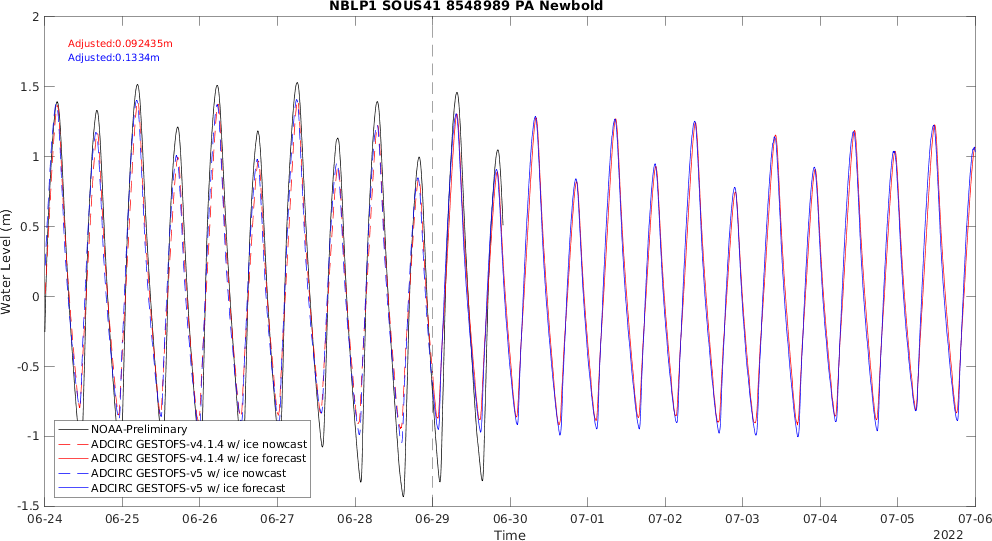 NBLP1 SOUS41 8548989 PA Newbold
Adjusted:0.092435m
Adjusted:0.1334m
Water Level (m)
2
1.5
1
0.5
0
-0.5
-1
-1.5
NOAA-Preliminary
ADCIRC GESTOFS-v4.1.4 w/ ice nowcast
ADCIRC GESTOFS-v4.1.4 w/ ice forecast
ADCIRC GESTOFS-v5 w/ ice nowcast
ADCIRC GESTOFS-v5 w/ ice forecast
06-24 06-25 06-26 06-27 06-28 06-29 06-30 07-01 07-02 07-03 07-04 07-05 07-06
Time
2022